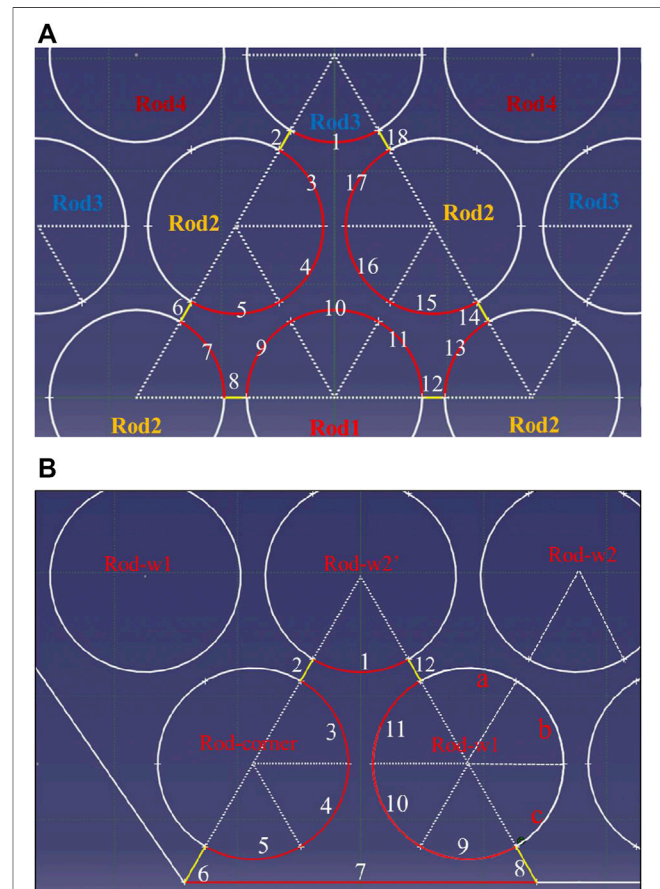 A
Rod4 Rod4
2 Rod3 18
1
3 17
Rod3 Rod2 Rod2 Rod3
4 16
6 5 10 15 14
7 9 11 13
8 12
Rod2 Rod1 Rod2
B
Rod-w1 Rod-w2' Rod-w2
2 1 12
a
3 11 b
Rod-corner Rod-w1
4 10
c
5 9
6 7 8